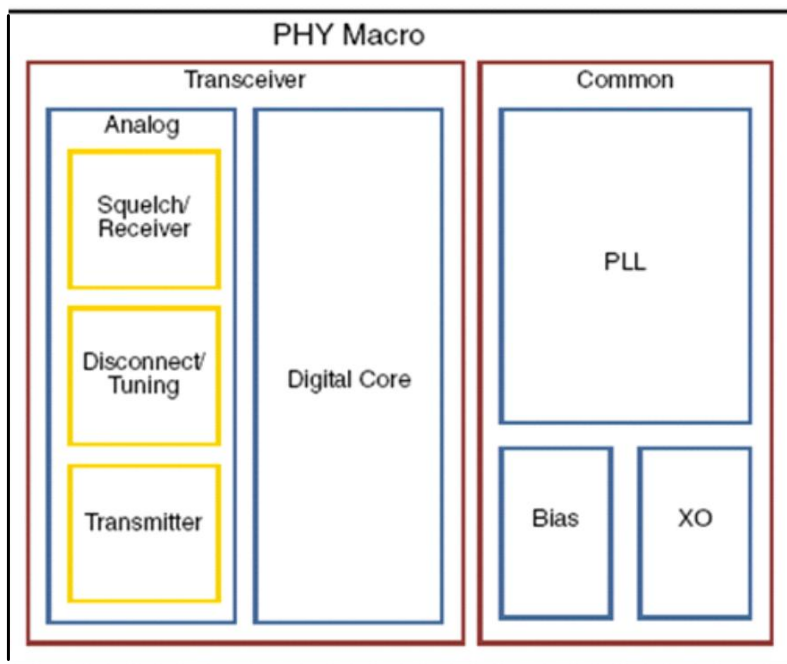 PHY Macro
Transceiver
Analog
Squelch/
Receiver
Disconnect/
Tuning
Transmitter
Digital Core
Common
PLL
Bias
XO